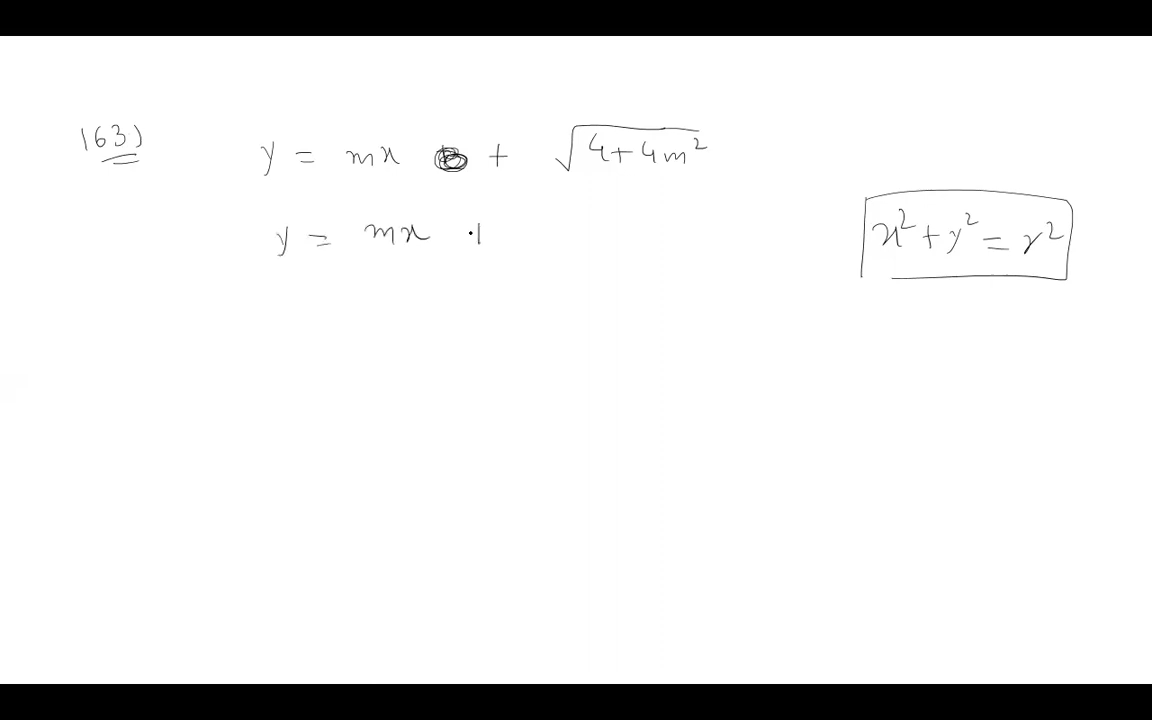 163)
y = mx + √4+4m²
y = mx +
x² + y² = r²